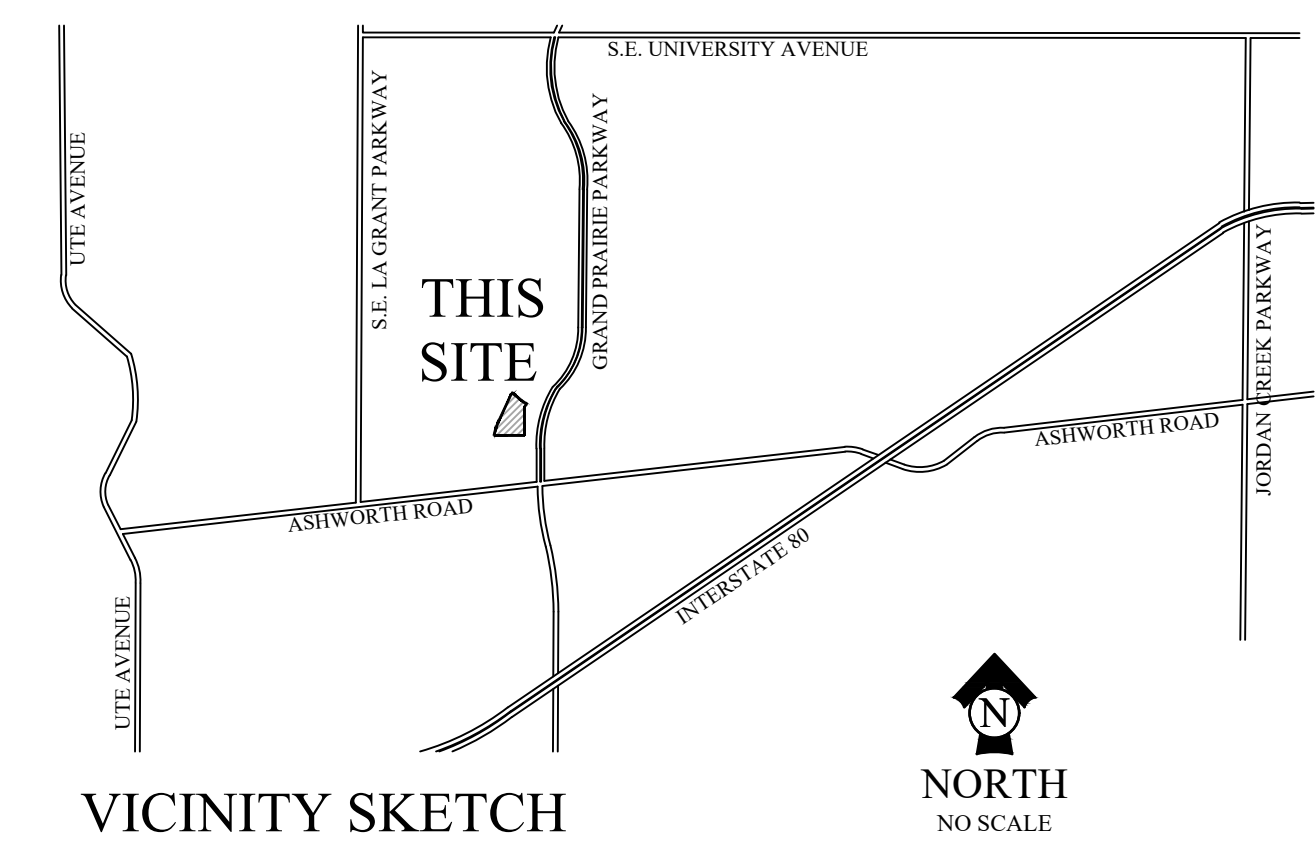 S.E. UNIVERSITY AVENUE
UTE AVENUE
S.E. LA GRANT PARKWAY
GRAND PRAIRIE PARKWAY
THIS
SITE
JORDAN CREEK PARKWAY
ASHWORTH ROAD
ASHWORTH ROAD
INTERSTATE 80
UTE AVENUE
N
NORTH
NO SCALE
VICINITY SKETCH